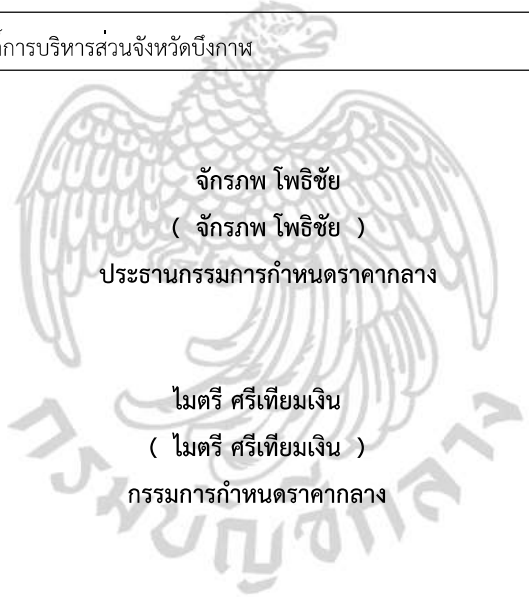 การบริหารส่วนจังหวัดบึงกาฬ
จักรภพ โพธิชัย
( จักรภพ โพธิชัย )
ประธานกรรมการกำหนดราคากลาง
ไมตรี ศรีเทียมเงิน
( ไมตรี ศรีเทียมเงิน )
กรรมการกำหนดราคากลาง
กรมบัญชีกลาง